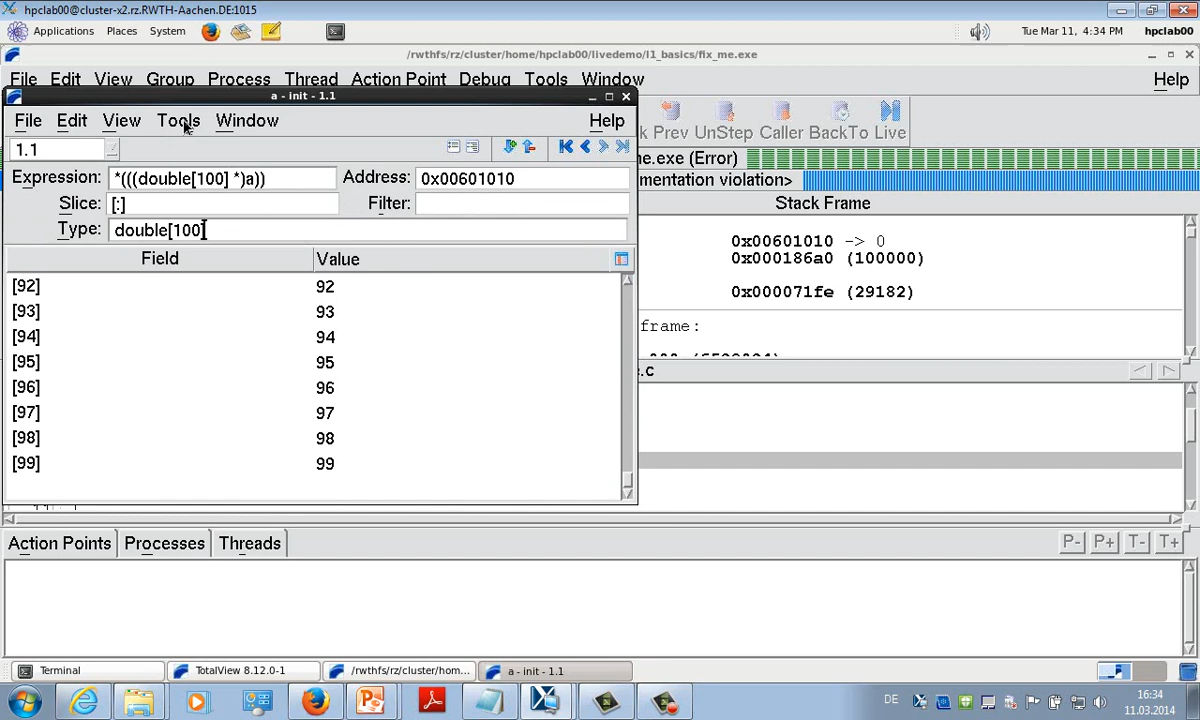 hpclab00@cluster-x2.rz.RWTH-Aachen.DE:1015
Applications Places System Tue Mar 11, 4:34 PM hpclab00
/rwthfs/rz/cluster/home/hpclab00/livedemo/l1_basics/fix_me.exe
File Edit View Group Process Thread Action Point Debug Tools Window Help
a - init - 1.1
File Edit View Tools Window Help
Prev UnStep Caller BackTo Live
1.1
me.exe (Error)
Expression: *(((double[100] *)a)) Address: 0x00601010
mentation violation>
Slice: [:] Filter:
Stack Frame
Type: double[100]
0x00601010 -> 0
Field Value
0x000186a0 (100000)
[92] 92
0x000071fe (29182)
[93] 93
frame:
[94] 94
[95] 95
.c
[96] 96
[97] 97
[98] 98
[99] 99
Action Points Processes Threads P- P+ T- T+
Terminal TotalView 8.12.0-1 /rwthfs/rz/cluster/hom... a - init - 1.1
DE 16:34
11.03.2014